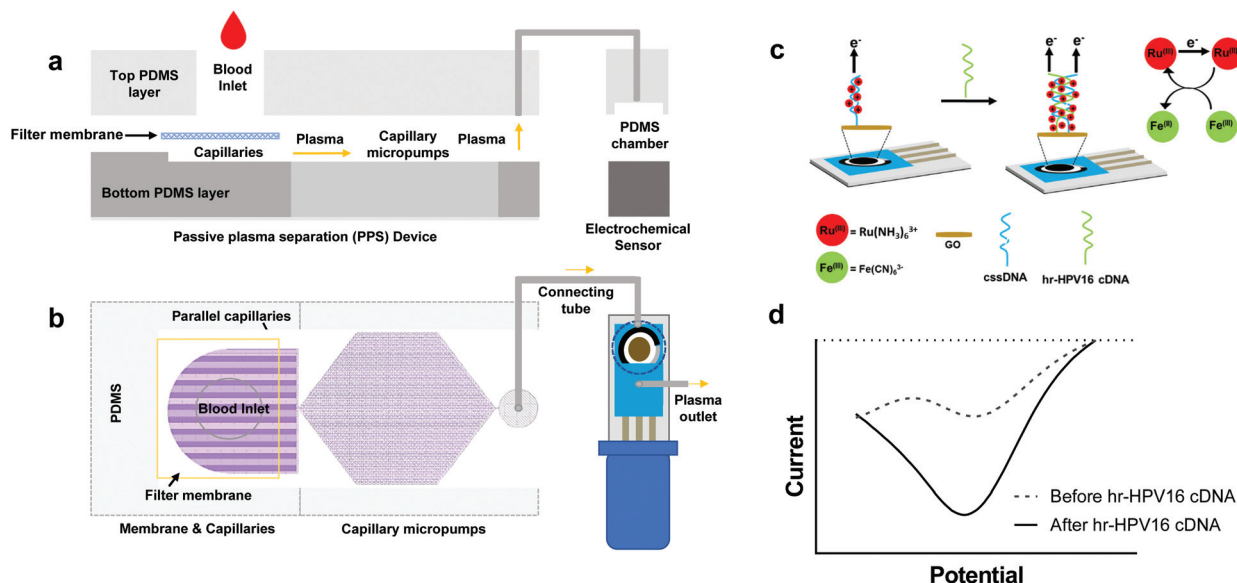 a
Top PDMS
layer
Blood
Inlet
Filter membrane
Capillaries
Plasma
Capillary
micropumps
Plasma
PDMS
chamber
Bottom PDMS layer
Passive plasma separation (PPS) Device
Electrochemical
Sensor
b
Parallel capillaries
PDMS
Blood Inlet
Filter membrane
Membrane & Capillaries
Capillary micropumps
Connecting
tube
Plasma
outlet
c
e-
e- e-
e-
Ru(III) Ru(II)
Fe(II) Fe(III)
Ru(III) = Ru(NH3)6 3+
GO
Fe(III) = Fe(CN)6 3-
cssDNA
hr-HPV16 cDNA
d
Current
Before hr-HPV16 cDNA
After hr-HPV16 cDNA
Potential